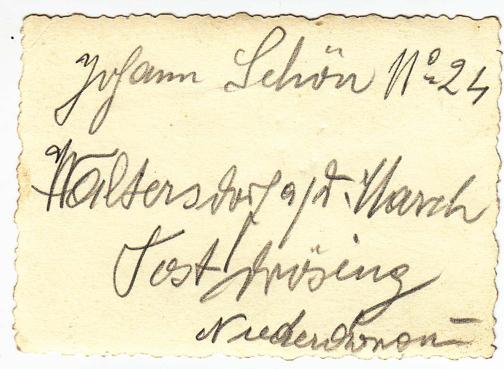 Johann Schön No 24
Waltersdorf a/d. March
Post Drösing
Niederdonau